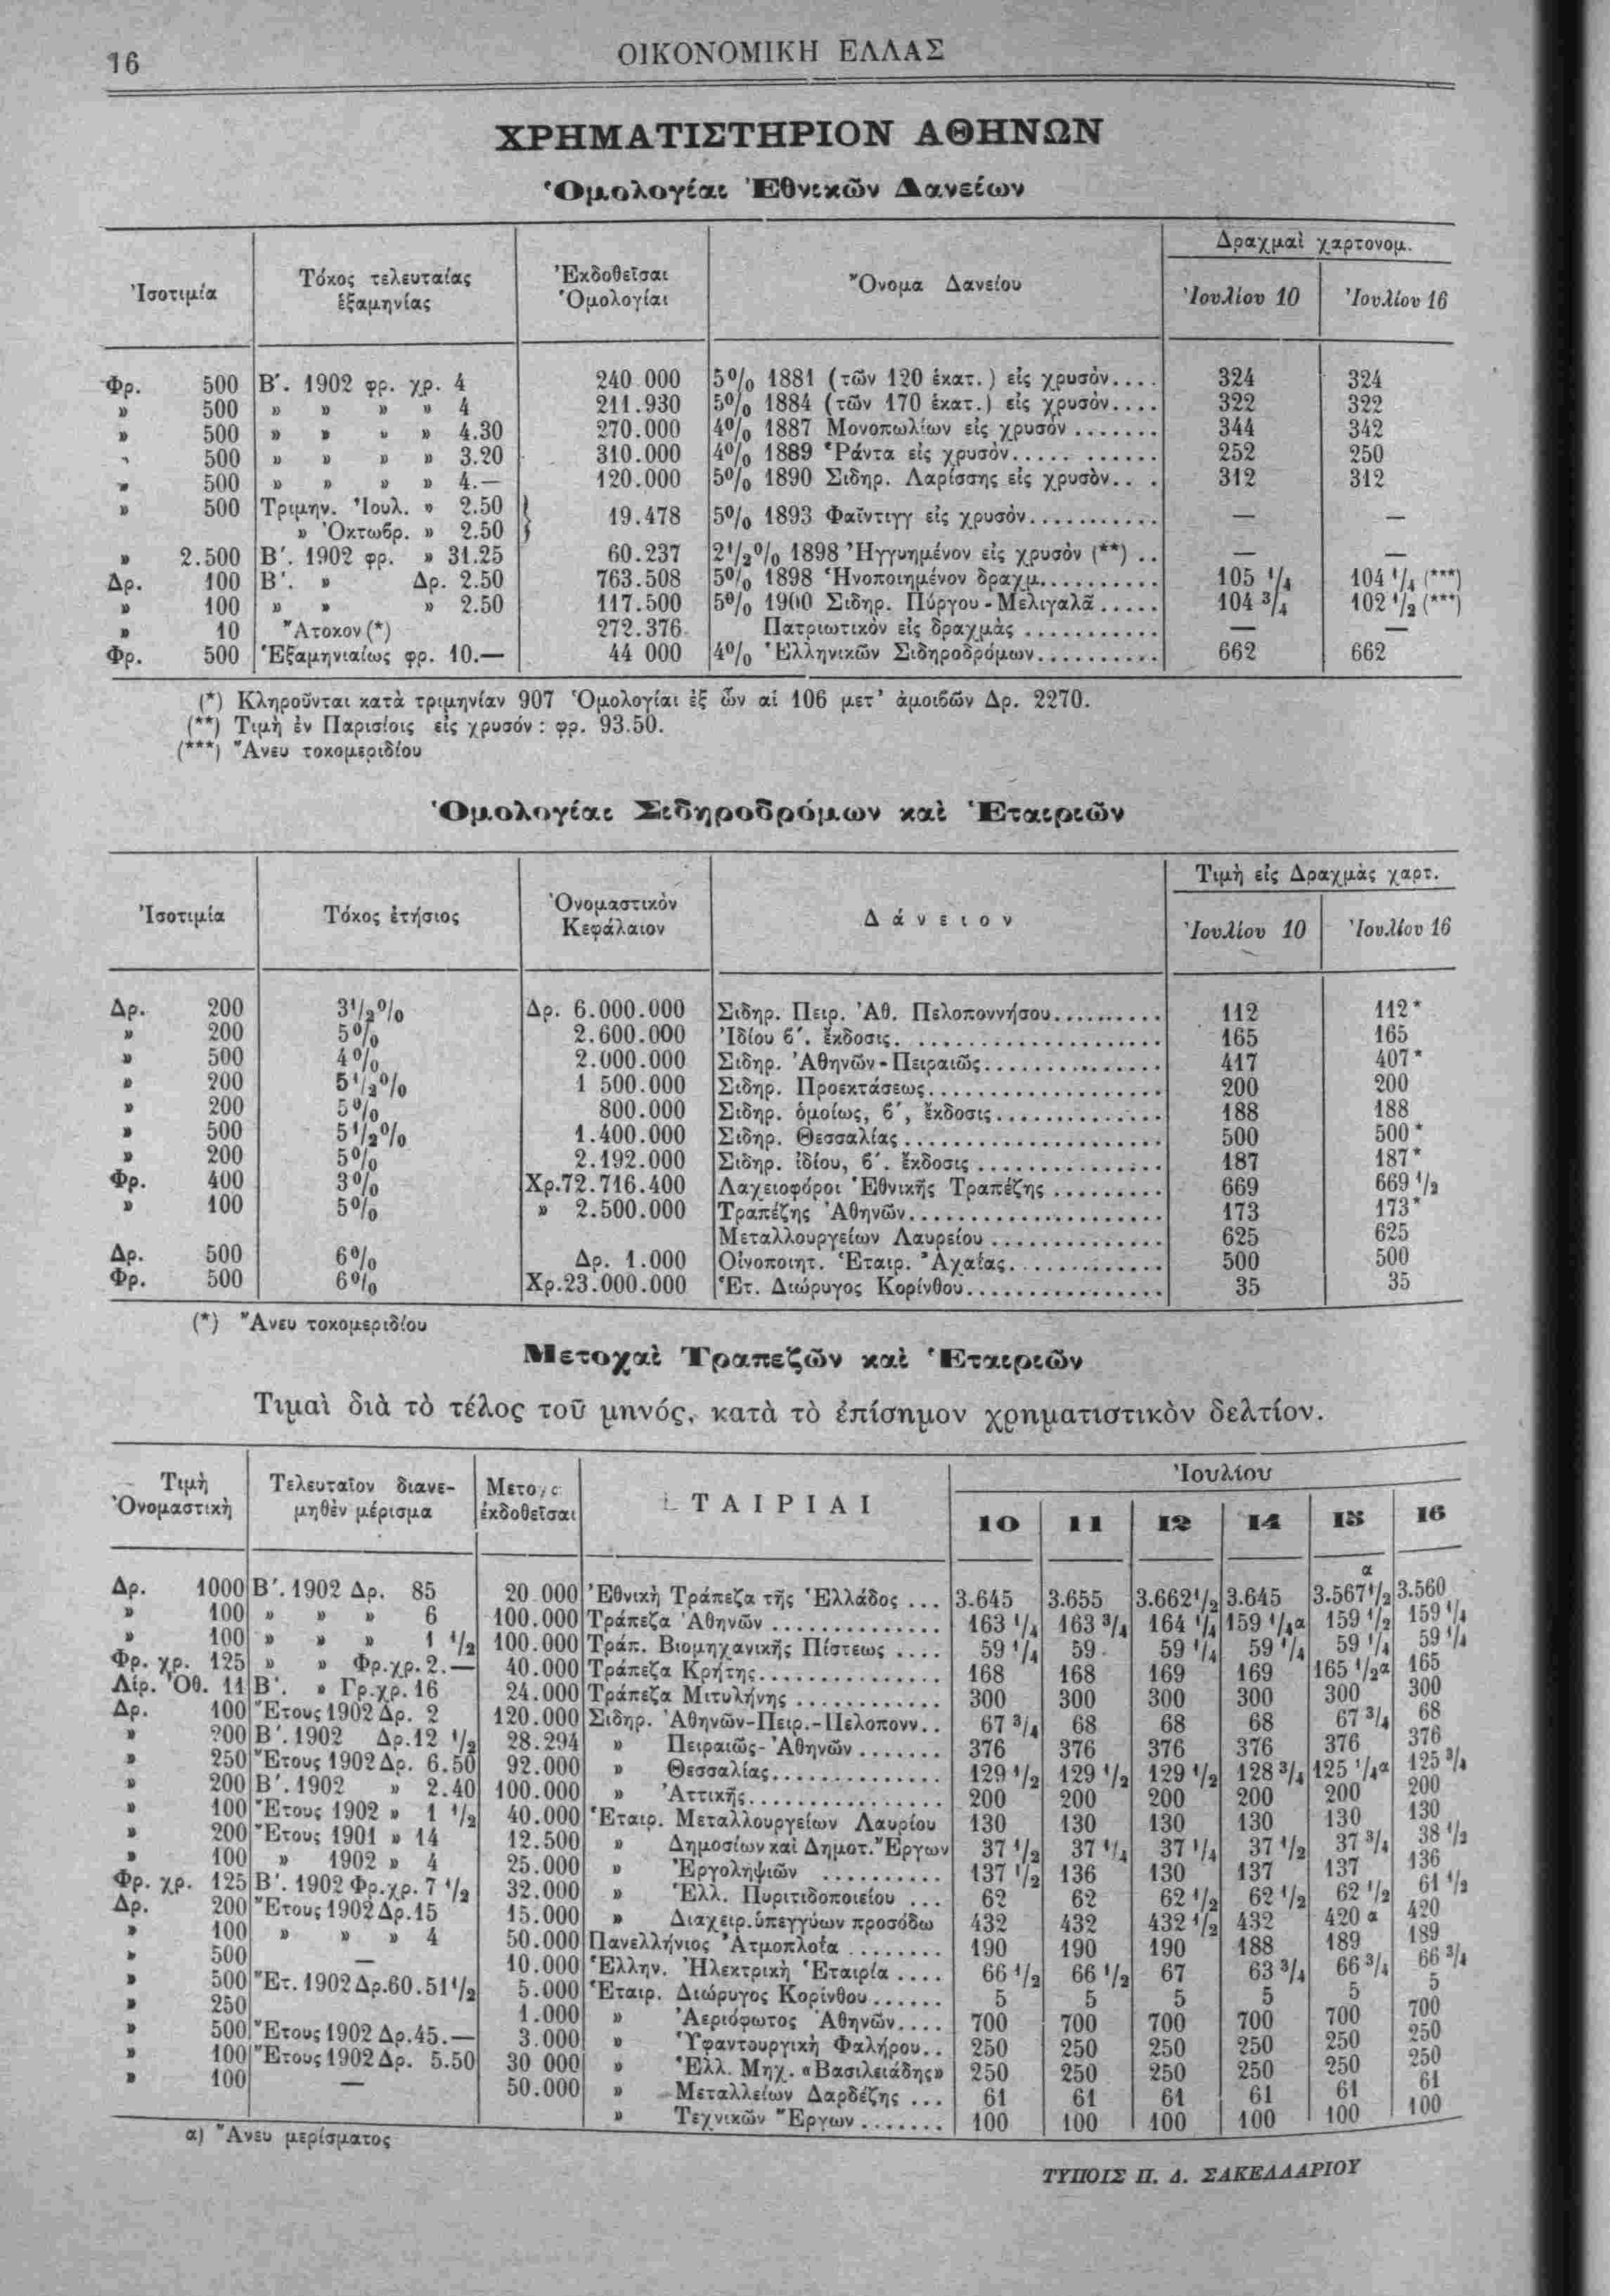 16
ΟΙΚΟΝΟΜΙΚΗ ΕΛΛΑΣ
ΧΡΗΜΑΤΙΣΤΗΡΙΟΝ ΑΘΗΝΩΝ
Ὁμολογίαι Ἐθνικῶν Δανείων
Ἰσοτιμία Τόκος τελευταίας ἑξαμηνίας Ἐκδοθεῖσαι Ὁμολογίαι Ὄνομα Δανείου Δραχμαὶ χαρτονομ. Ἰουλίου 10 Ἰουλίου 16
Φρ. 500 Β΄. 1902 φρ. χρ. 4 240 000 5% 1881 (τῶν 120 ἑκατ.) εἰς χρυσόν.... 324 324
» 500 » » » » 4 211.930 5% 1884 (τῶν 170 ἑκατ.) εἰς χρυσόν.... 322 322
» 500 » » » » 4.30 270.000 4% 1887 Μονοπωλίων εἰς χρυσόν ....... 344 342
500 » » » » 3.20 310.000 4% 1889 Ῥάντα εἰς χρυσόν........... 252 250
» 500 » » » » 4.— 120.000 5% 1890 Σιδηρ. Λαρίσσης εἰς χρυσὸν.. . 312 312
» 500 Τριμην. Ἰουλ. » 2.50
» Ὀκτωβρ. » 2.50 } 19.478 5% 1893 Φαῖντιγγ εἰς χρυσόν........... — —
» 2.500 Β΄. 1902 φρ. » 31.25 60.237 2 1/2% 1898 Ἠγγυημένον εἰς χρυσόν (**) .. — —
Δρ. 100 Β΄. » Δρ. 2.50 763.508 5% 1898 Ἡνοποιημένον δραχμ.......... 105 1/4 104 1/4 (***)
» 100 » » » 2.50 117.500 5% 1900 Σιδηρ. Πύργου - Μελιγαλᾶ ..... 104 3/4 102 1/2 (***)
» 10 Ἄτοκον (*) 272.376 Πατριωτικὸν εἰς δραχμὰς ........... — —
Φρ. 500 Ἑξαμηνιαίως φρ. 10.— 44 000 4% Ἑλληνικῶν Σιδηροδρόμων.......... 662 662
(*) Κληροῦνται κατὰ τριμηνίαν 907 Ὁμολογίαι ἐξ ὧν αἱ 106 μετ' ἀμοιβῶν Δρ. 2270.
(**) Τιμὴ ἐν Παρισίοις εἰς χρυσόν : φρ. 93.50.
(***) Ἄνευ τοκομεριδίου
Ὁμολογίαι Σιδηροδρόμων καὶ Ἑταιριῶν
Ἰσοτιμία Τόκος ἐτήσιος Ὀνομαστικὸν Κεφάλαιον Δάνειον Τιμὴ εἰς Δραχμὰς χαρτ. Ἰουλίου 10 Ἰουλίου 16
Δρ. 200 3 1/2% Δρ. 6.000.000 Σιδηρ. Πειρ. Ἀθ. Πελοποννήσου.......... 112 112*
» 200 5% 2.600.000 Ἰδίου β΄. ἔκδοσις...................... 165 165
» 500 4% 2.000.000 Σιδηρ. Ἀθηνῶν - Πειραιῶς............... 417 407*
» 200 5 1/2% 1 500.000 Σιδηρ. Προεκτάσεως.................... 200 200
» 200 5% 800.000 Σιδηρ. ὁμοίως, β΄, ἔκδοσις.............. 188 188
» 500 5 1/2% 1.400.000 Σιδηρ. Θεσσαλίας...................... 500 500*
» 200 5% 2.192.000 Σιδηρ. ἰδίου, β΄. ἔκδοσις................ 187 187*
Φρ. 400 3% Χρ.72.716.400 Λαχειοφόροι Ἐθνικῆς Τραπέζης ......... 669 669 1/2
» 100 5% » 2.500.000 Τραπέζης Ἀθηνῶν...................... 173 173*
Μεταλλουργείων Λαυρείου ............... 625 625
Δρ. 500 6% Δρ. 1.000 Οἰνοποιητ. Ἑταιρ. Ἀχαΐας............. 500 500
Φρ. 500 6% Χρ.23.000.000 Ἑτ. Διώρυγος Κορίνθου................. 35 35
(*) Ἄνευ τοκομεριδίου
Μετοχαὶ Τραπεζῶν καὶ Ἑταιριῶν
Τιμαὶ διὰ τὸ τέλος τοῦ μηνός, κατὰ τὸ ἐπίσημον χρηματιστικὸν δελτίον.
Τιμὴ Ὀνομαστικὴ Τελευταῖον διανεμηθὲν μέρισμα ἐκδοθεῖσαι ΕΤΑΙΡΙΑΙ Ἰουλίου 10 11 12 14 15 16
Δρ. 1000 Β΄. 1902 Δρ. 85 20 000 Ἐθνικὴ Τράπεζα τῆς Ἑλλάδος ... 3.645 3.655 3.662 1/2 3.645 3.567 1/2 α 3.560
» 100 » » » 6 100.000 Τράπεζα Ἀθηνῶν .............. 163 1/4 163 3/4 164 1/4 159 1/4 α 159 1/2 159 1/4
» 100 » » » 1 1/2 100.000 Τράπ. Βιομηχανικῆς Πίστεως .... 59 1/4 59 59 1/4 59 1/4 59 1/4 59 1/4
Φρ. χρ. 125 » » Φρ.χρ. 2.— 40.000 Τράπεζα Κρήτης............... 168 168 169 169 165 1/2 α 165
Λίρ. Ὀθ. 11 Β΄. » Γρ.χρ. 16 24.000 Τράπεζα Μιτυλήνης ............ 300 300 300 300 300 300
Δρ. 100 Ἔτους 1902 Δρ. 2 120.000 Σιδηρ. Ἀθηνῶν-Πειρ.-Πελοπονν.. 67 3/4 68 68 68 67 3/4 68
» 200 Β΄. 1902 Δρ. 12 1/2 28.294 » Πειραιῶς-Ἀθηνῶν ....... 376 376 376 376 376 376
» 250 Ἔτους 1902 Δρ. 6.50 92.000 » Θεσσαλίας.............. 129 1/2 129 1/2 129 1/2 128 3/4 125 1/4 α 125 3/4
» 200 Β΄. 1902 » 2.40 100.000 » Ἀττικῆς................ 200 200 200 200 200 200
» 100 Ἔτους 1902 » 1 1/2 40.000 Ἑταιρ. Μεταλλουργείων Λαυρίου 130 130 130 130 130 130
» 200 Ἔτους 1901 » 14 12.500 » Δημοσίων καὶ Δημοτ. Ἔργων 37 1/2 37 1/4 37 1/4 37 1/2 37 3/4 38 1/2
» 100 » 1902 » 4 25.000 » Ἐργοληψιῶν .......... 137 1/2 136 130 137 137 136
Φρ. χρ. 125 Β΄. 1902 Φρ.χρ. 7 1/2 32.000 » Ἑλλ. Πυριτιδοποιείου ... 62 62 62 1/2 62 1/2 62 1/2 61 1/2
Δρ. 200 Ἔτους 1902 Δρ. 15 15.000 » Διαχειρ. ὑπεγγύων προσόδω 432 432 432 1/2 432 420 α 420
» 100 » » » 4 50.000 Πανελλήνιος Ἀτμοπλοΐα ........ 190 190 190 188 189 189
» 500 — 10.000 Ἑλλην. Ἠλεκτρικὴ Ἑταιρία .... 66 1/2 66 1/2 67 63 3/4 66 3/4 66 3/4
» 500 Ἔτ. 1902 Δρ. 60.51 1/2 5.000 Ἑταιρ. Διώρυγος Κορίνθου...... 5 5 5 5 5 5
» 250 1.000 » Ἀεριόφωτος Ἀθηνῶν.... 700 700 700 700 700 700
» 500 Ἔτους 1902 Δρ. 45.— 3.000 » Ὑφαντουργικὴ Φαλήρου.. 250 250 250 250 250 250
» 100 Ἔτους 1902 Δρ. 5.50 30 000 » Ἑλλ. Μηχ. «Βασιλειάδης» 250 250 250 250 250 250
» 100 — 50.000 » Μεταλλείων Δαρδέζης ... 61 61 61 61 61 61
» Τεχνικῶν Ἔργων ....... 100 100 100 100 100 100
α) Ἄνευ μερίσματος
ΤΥΠΟΙΣ Π. Δ. ΣΑΚΕΛΛΑΡΙΟΥ